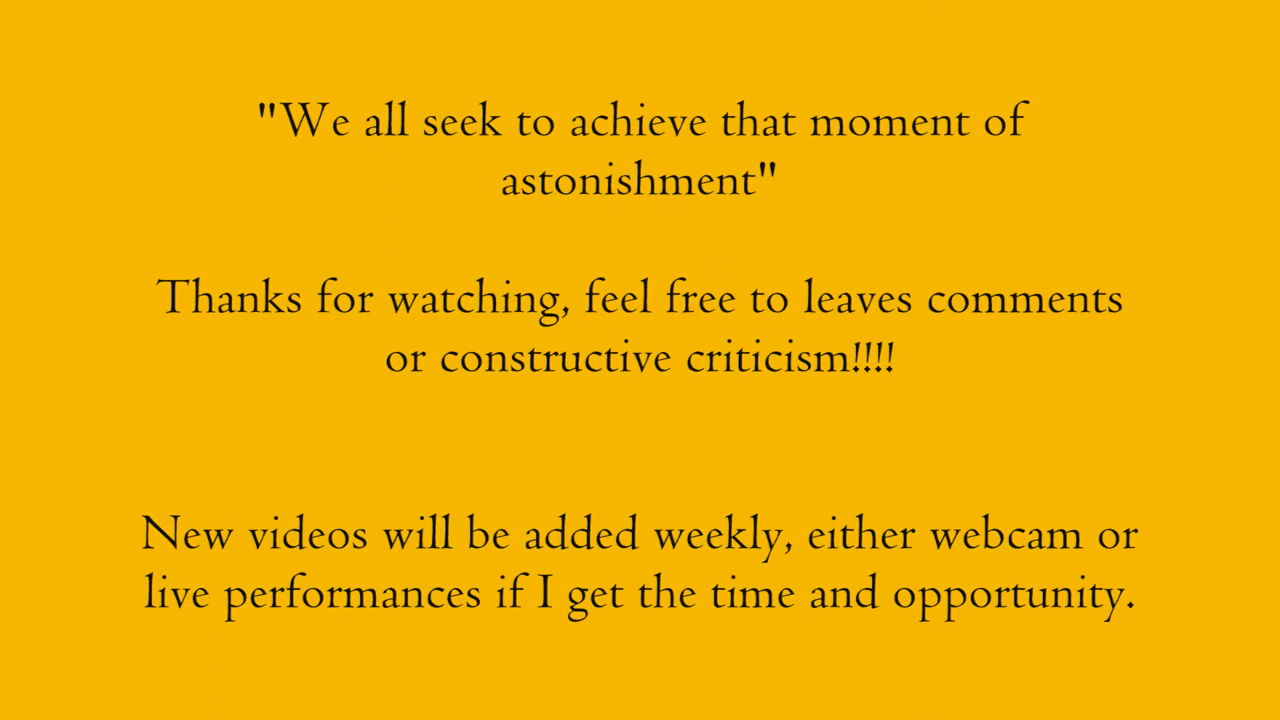 "We all seek to achieve that moment of
astonishment"
Thanks for watching, feel free to leaves comments
or constructive criticism!!!!
New videos will be added weekly, either webcam or
live performances if I get the time and opportunity.